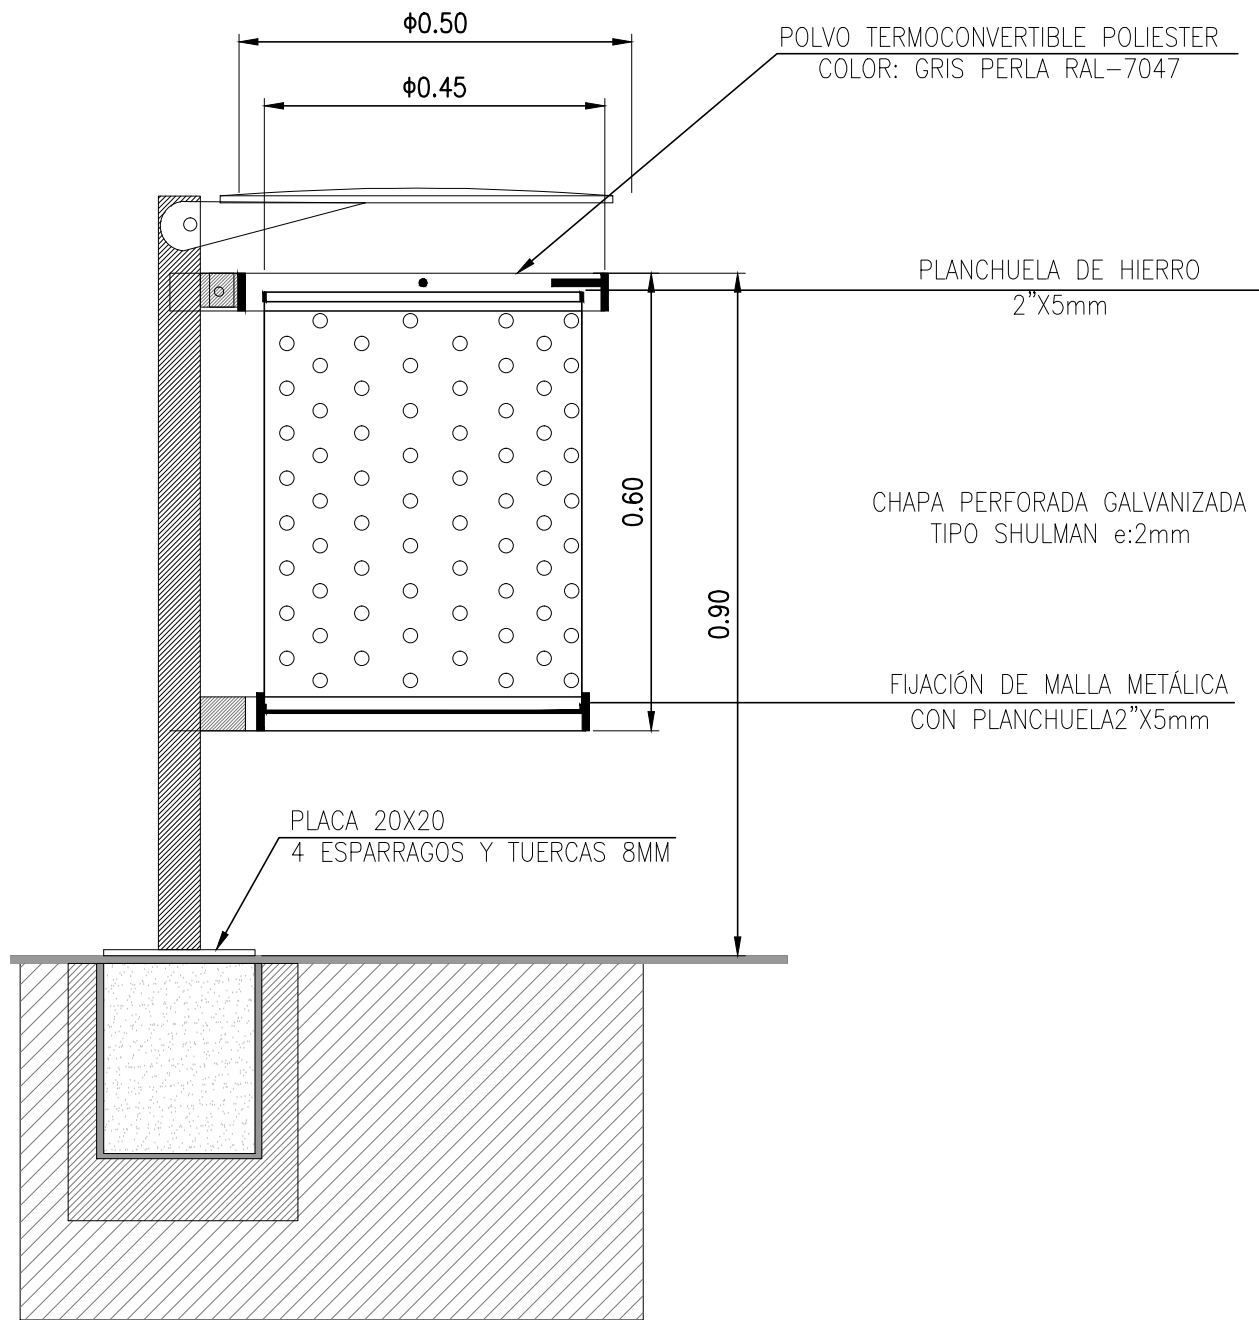 ɸ0.50
POLVO TERMOCONVERTIBLE POLIESTER
COLOR: GRIS PERLA RAL-7047
ɸ0.45
PLANCHUELA DE HIERRO
2"X5mm
0.60
CHAPA PERFORADA GALVANIZADA
TIPO SHULMAN e:2mm
0.90
FIJACIÓN DE MALLA METÁLICA
CON PLANCHUELA2"X5mm
PLACA 20X20
4 ESPARRAGOS Y TUERCAS 8MM